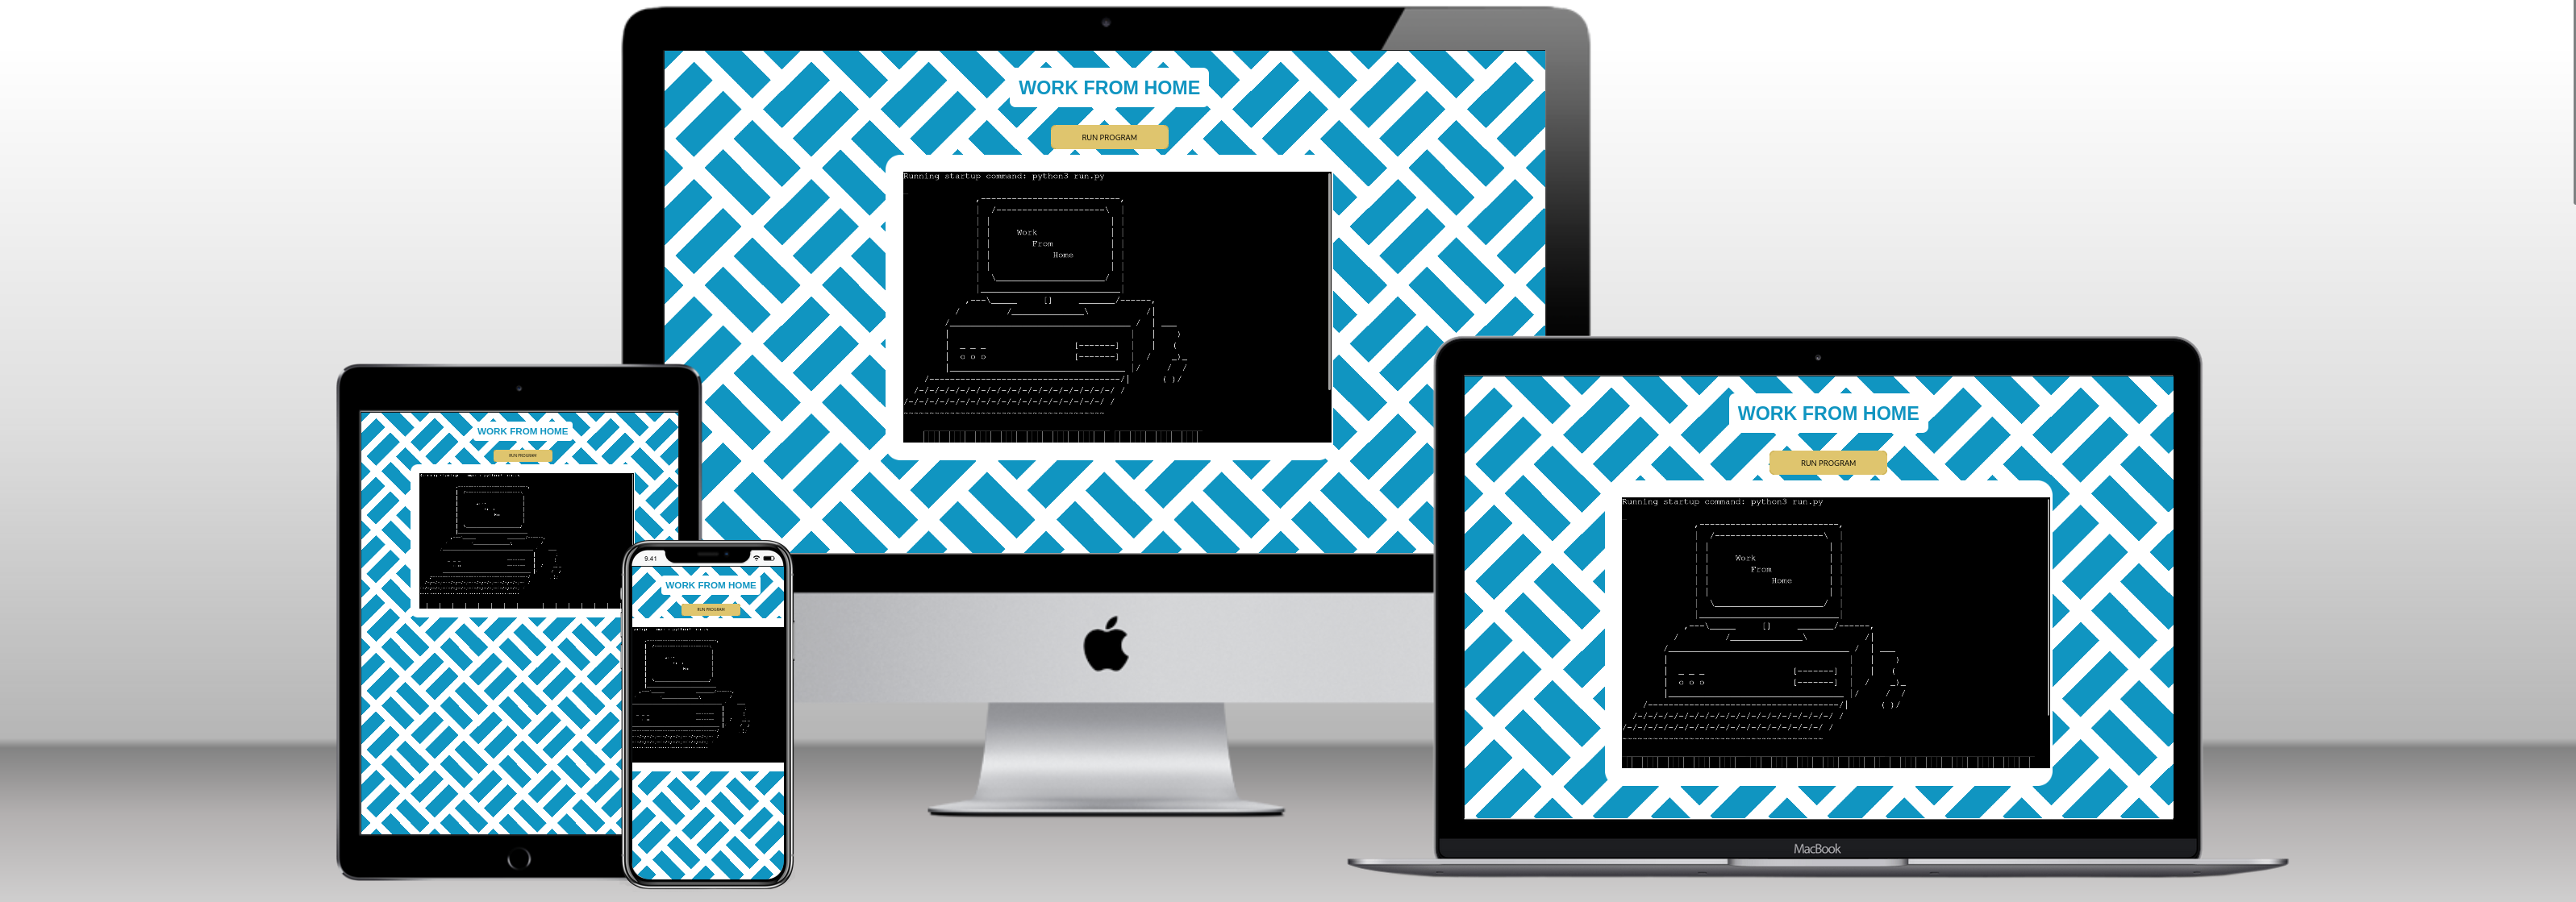 WORK FROM HOME
RUN PROGRAM
Running startup command: python3 run.py
Work
From
Home
WORK FROM HOME
RUN PROGRAM
Running startup command: python3 run.py
Work
From
Home
WORK FROM HOME
RUN PROGRAM
9:41
WORK FROM HOME
RUN PROGRAM
MacBook